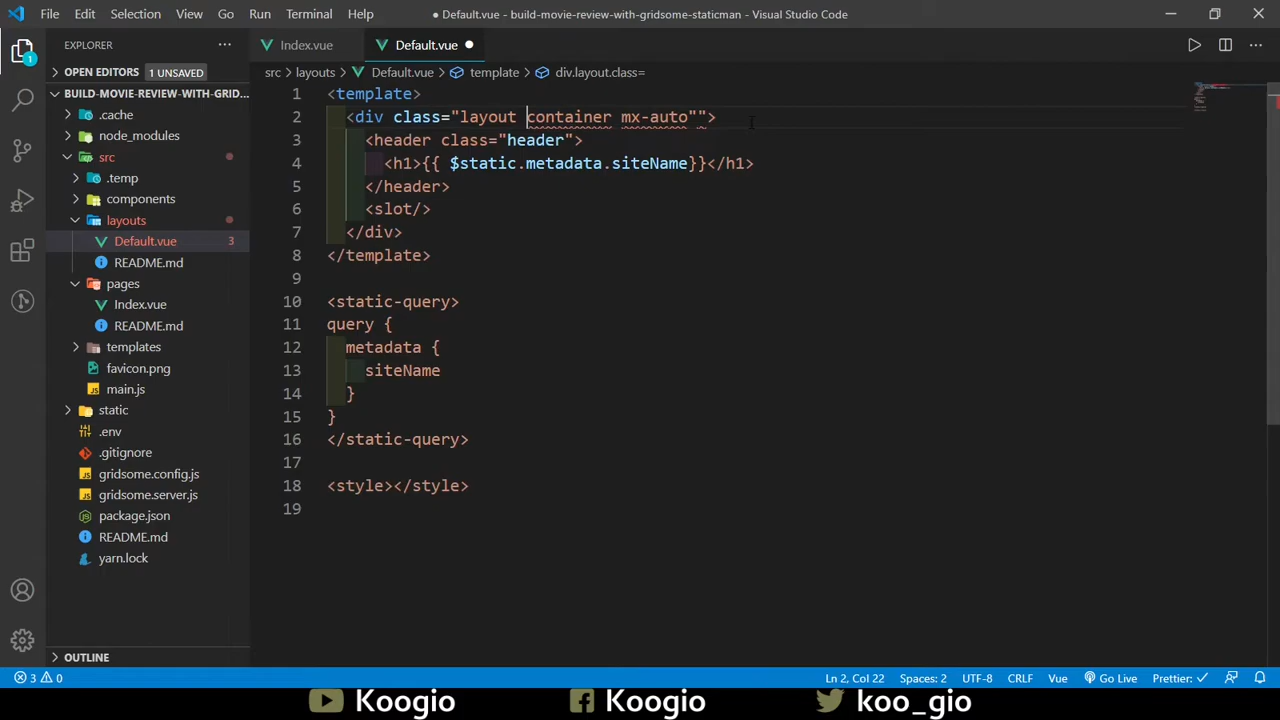 File Edit Selection View Go Run Terminal Help
● Default.vue - build-movie-review-with-gridsome-staticman - Visual Studio Code
EXPLORER
OPEN EDITORS 1 UNSAVED
BUILD-MOVIE-REVIEW-WITH-GRID...
.cache
node_modules
src
.temp
components
layouts
Default.vue 3
README.md
pages
Index.vue
README.md
templates
favicon.png
main.js
static
.env
.gitignore
gridsome.config.js
gridsome.server.js
package.json
README.md
yarn.lock
OUTLINE
1
Index.vue Default.vue
src > layouts > Default.vue > template > div.layout.class=
1 <template>
2 <div class="layout container mx-auto"">
3 <header class="header">
4 <h1>{{ $static.metadata.siteName}}</h1>
5 </header>
6 <slot/>
7 </div>
8 </template>
9
10 <static-query>
11 query {
12 metadata {
13 siteName
14 }
15 }
16 </static-query>
17
18 <style></style>
19
3 0
Ln 2, Col 22 Spaces: 2 UTF-8 CRLF Vue Go Live Prettier: ✓
Koogio Koogio koo_gio